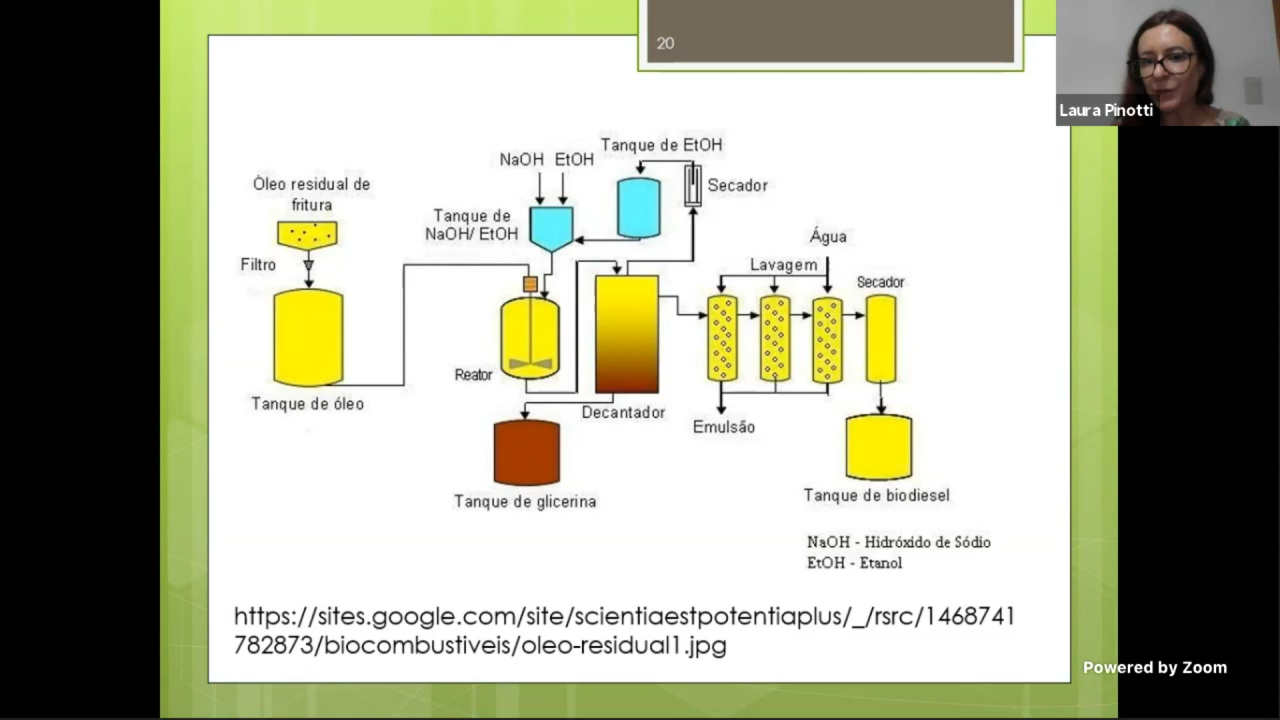 20
Laura Pinotti
Tanque de EtOH
NaOH EtOH
Secador
Óleo residual de
fritura
Tanque de
NaOH/ EtOH
Filtro
Água
Lavagem
Secador
Reator
Tanque de óleo
Decantador
Emulsão
Tanque de glicerina
Tanque de biodiesel
NaOH - Hidróxido de Sódio
EtOH - Etanol
https://sites.google.com/site/scientiaestpotentiaplus/_/rsrc/1468741
782873/biocombustiveis/oleo-residual1.jpg
Powered by Zoom